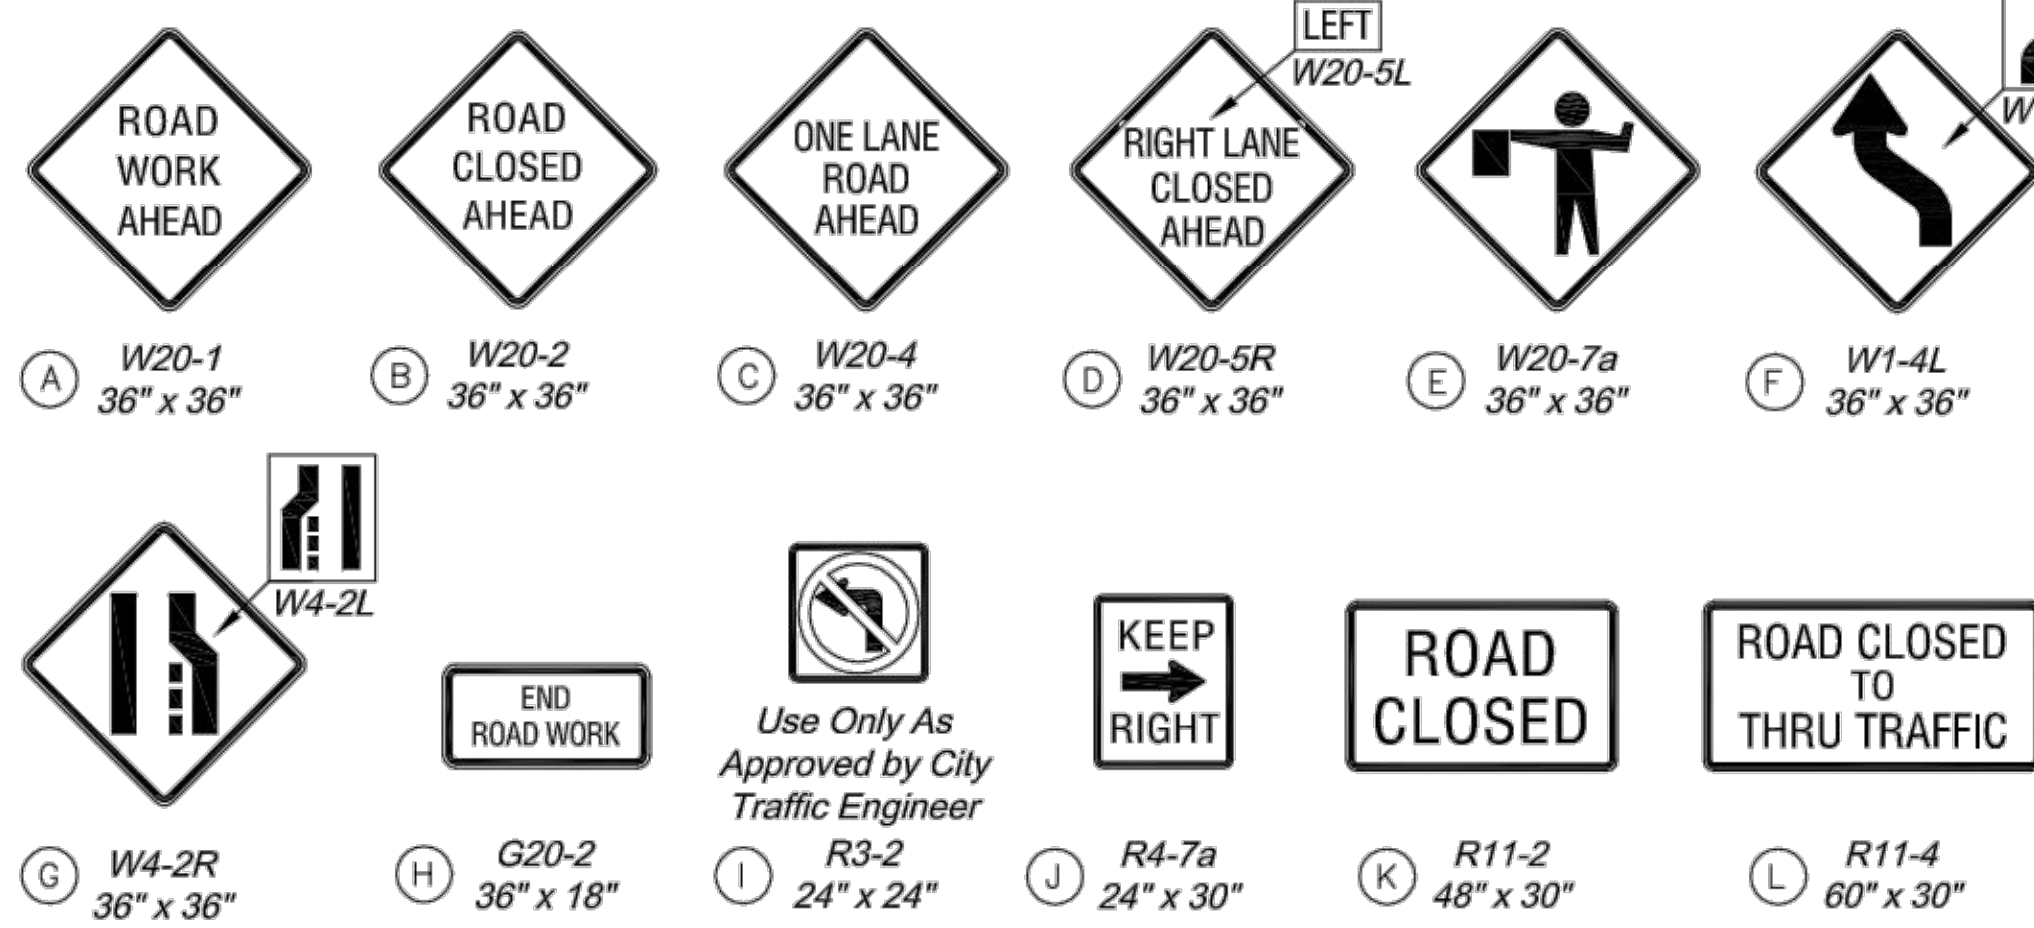 LEFT
W20-5L
ROAD
WORK
AHEAD
ROAD
CLOSED
AHEAD
ONE LANE
ROAD
AHEAD
RIGHT LANE
CLOSED
AHEAD
W
A
W20-1
36" x 36"
B
W20-2
36" x 36"
C
W20-4
36" x 36"
D
W20-5R
36" x 36"
E
W20-7a
36" x 36"
F
W1-4L
36" x 36"
W4-2L
END
ROAD WORK
Use Only As
Approved by City
Traffic Engineer
KEEP
RIGHT
ROAD
CLOSED
ROAD CLOSED
TO
THRU TRAFFIC
G
W4-2R
36" x 36"
H
G20-2
36" x 18"
I
R3-2
24" x 24"
J
R4-7a
24" x 30"
K
R11-2
48" x 30"
L
R11-4
60" x 30"